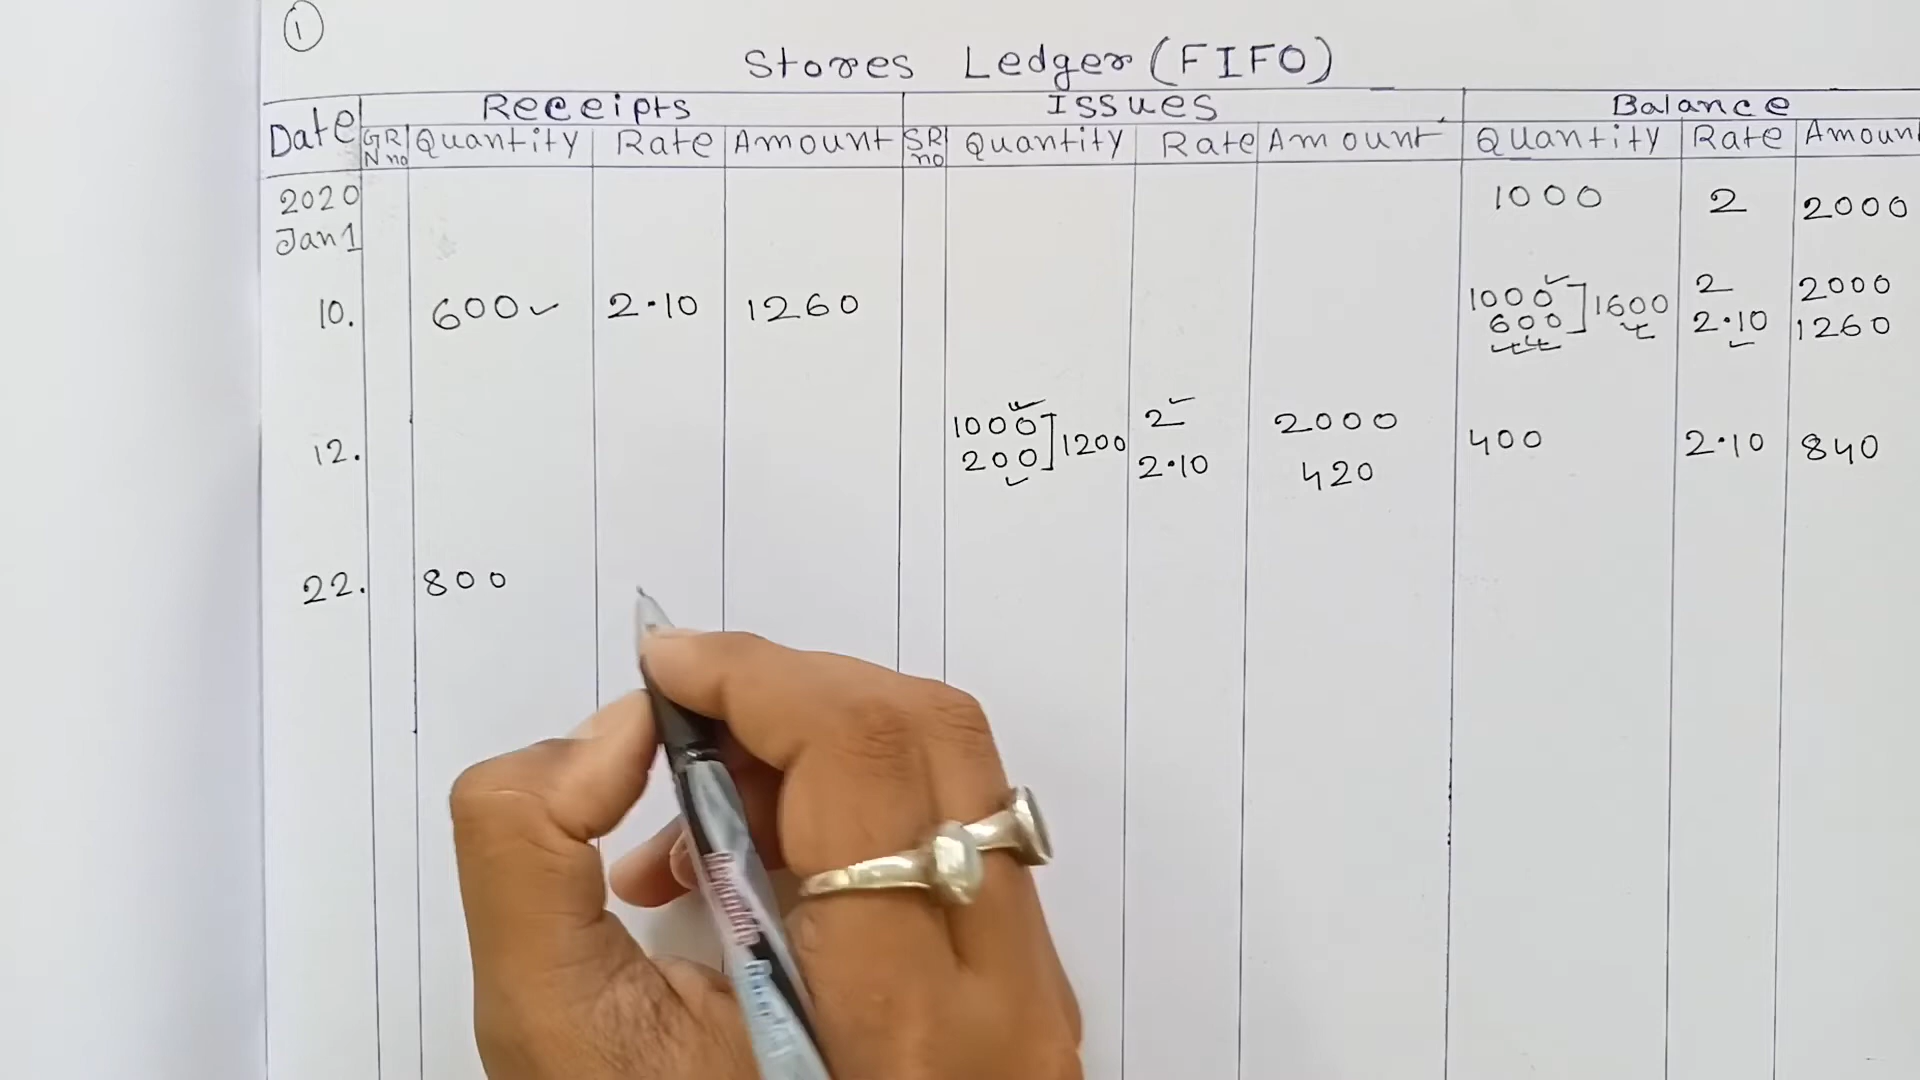 1
Stores Ledger (FIFO)
Date Receipts Issues Balance
GR N no Quantity Rate Amount SR no Quantity Rate Amount Quantity Rate Amoun
2020 Jan 1 1000 2 2000
10. 600 2.10 1260 1000 600 ] 1600 2 2.10 2000 1260
12. 1000 200 ] 1200 2 2.10 2000 420 400 2.10 840
22. 800